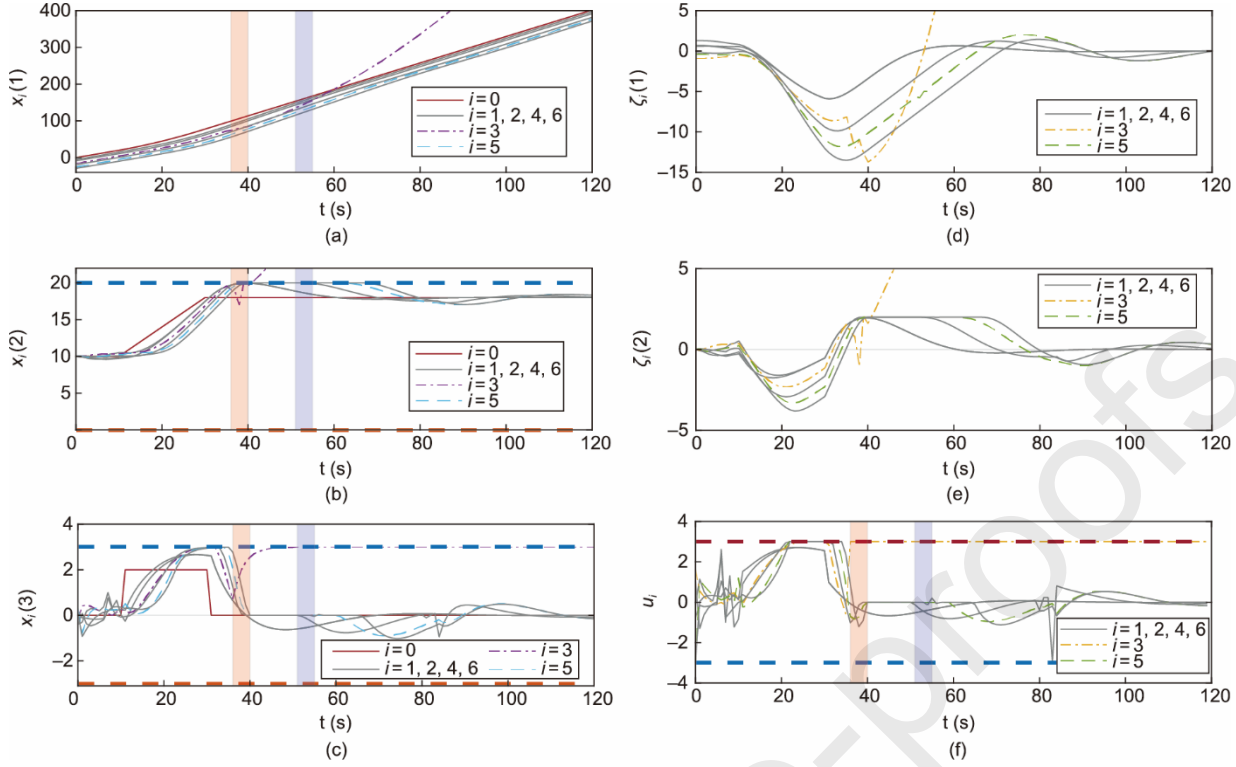 400
300
200
100
0
x_i (1)
i = 0
i = 1, 2, 4, 6
i = 3
i = 5
0 20 40 60 80 100 120
t (s)
(a)
5
0
−5
−10
−15
ζ_i (1)
i = 1, 2, 4, 6
i = 3
i = 5
0 20 40 60 80 100 120
t (s)
(d)
20
15
10
5
x_i (2)
i = 0
i = 1, 2, 4, 6
i = 3
i = 5
0 20 40 60 80 100 120
t (s)
(b)
5
0
−5
ζ_i (2)
i = 1, 2, 4, 6
i = 3
i = 5
0 20 40 60 80 100 120
t (s)
(e)
4
2
0
−2
x_i (3)
i = 0 i = 3
i = 1, 2, 4, 6 i = 5
0 20 40 60 80 100 120
t (s)
(c)
4
2
0
−2
−4
u_i
i = 1, 2, 4, 6
i = 3
i = 5
0 20 40 60 80 100 120
t (s)
(f)
-proofs